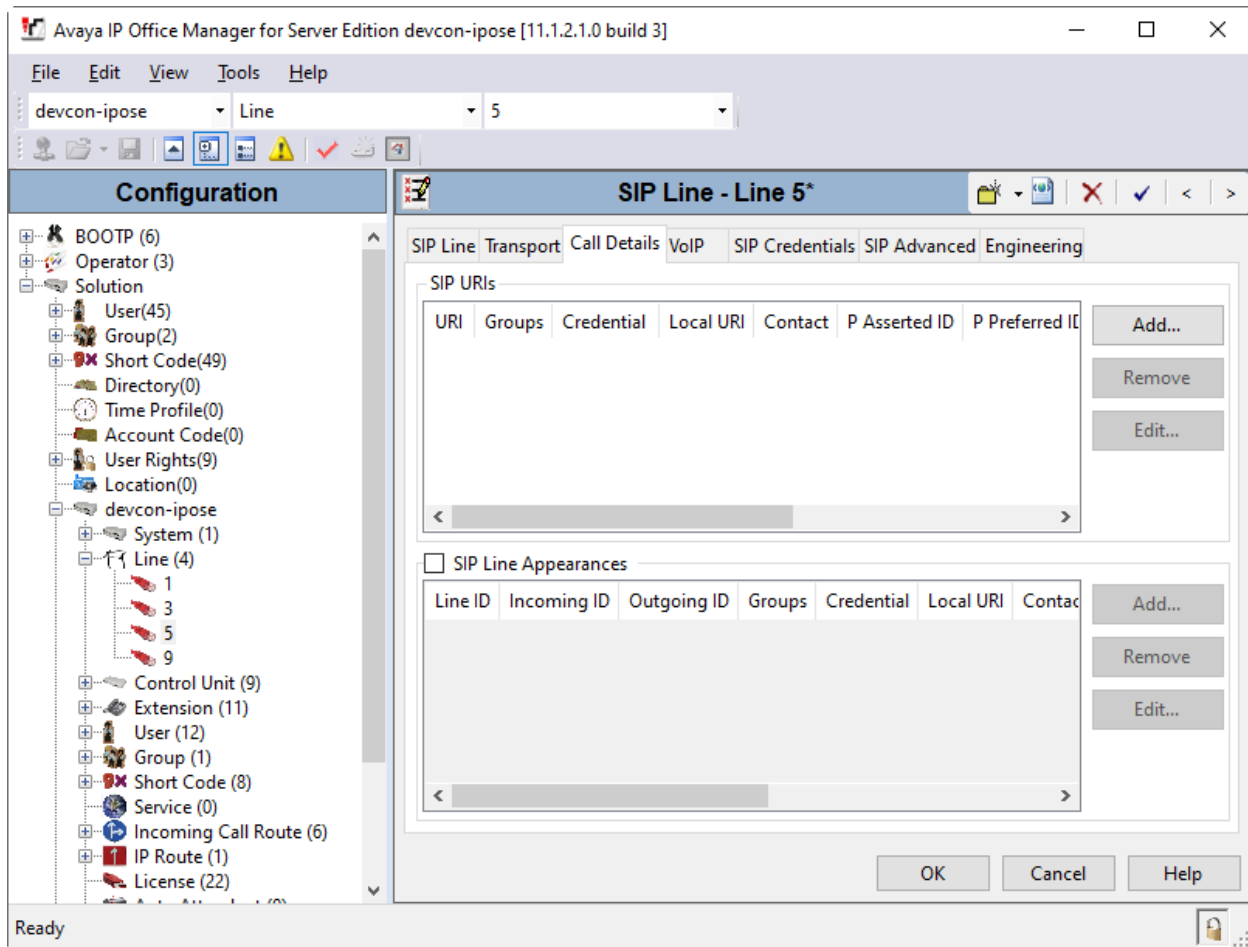 Avaya IP Office Manager for Server Edition devcon-ipose [11.1.2.1.0 build 3]
File Edit View Tools Help
devcon-ipose Line 5
Configuration
BOOTP (6)
Operator (3)
Solution
User(45)
Group(2)
Short Code(49)
Directory(0)
Time Profile(0)
Account Code(0)
User Rights(9)
Location(0)
devcon-ipose
System (1)
Line (4)
1
3
5
9
Control Unit (9)
Extension (11)
User (12)
Group (1)
Short Code (8)
Service (0)
Incoming Call Route (6)
IP Route (1)
License (22)
SIP Line - Line 5*
SIP Line Transport Call Details VoIP SIP Credentials SIP Advanced Engineering
SIP URIs
URI Groups Credential Local URI Contact P Asserted ID P Preferred
Add...
Remove
Edit...
SIP Line Appearances
Line ID Incoming ID Outgoing ID Groups Credential Local URI
Add...
Remove
Edit...
OK Cancel Help
Ready